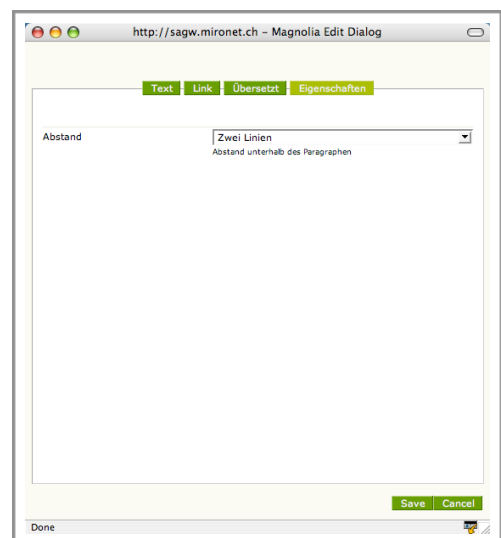 http://sagw.mironet.ch – Magnolia Edit Dialog
Text Link Übersetzt Eigenschaften
Abstand Zwei Linien
Abstand unterhalb des Paragraphen
Save Cancel
Done